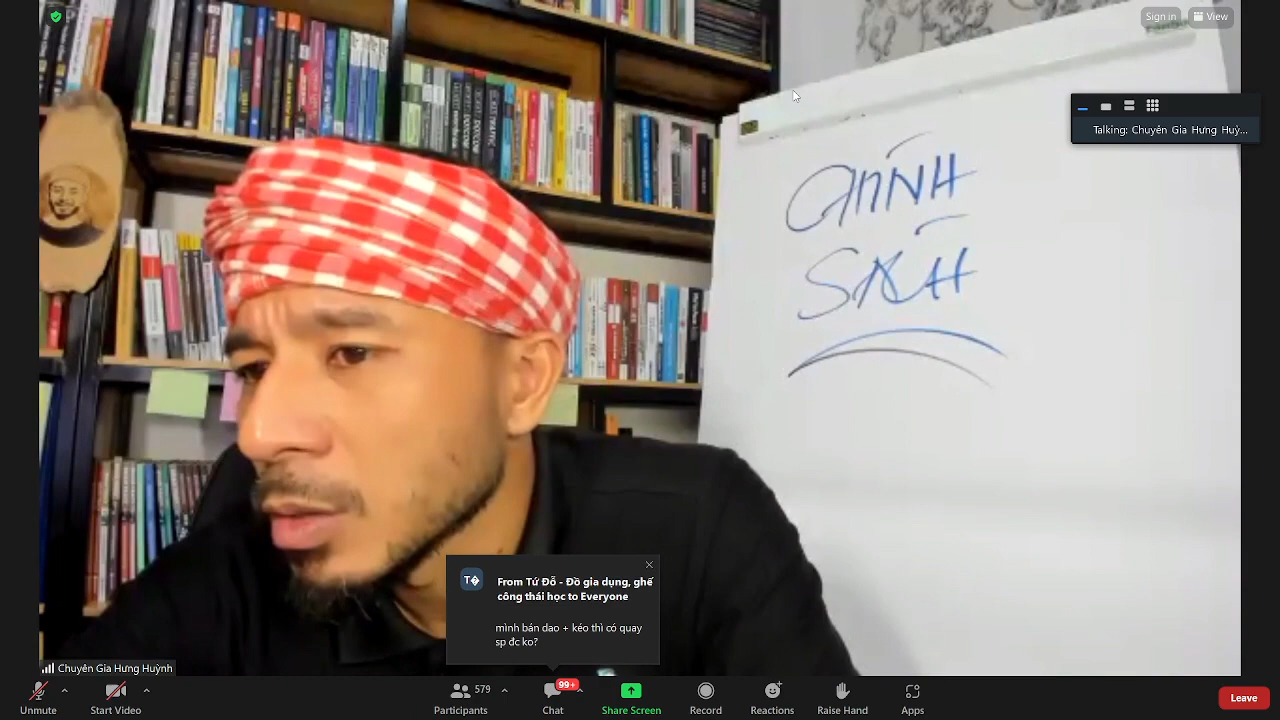 Sign in
View
Talking: Chuyên Gia Hưng Huỳ...
CHÍNH
SÁCH
From Tứ Đỗ - Đồ gia dụng, ghế
công thái học to Everyone
mình bán dao + kéo thì có quay
sp đc ko?
Chuyên Gia Hưng Huỳnh
579
99+
Unmute
Start Video
Participants
Chat
Share Screen
Record
Reactions
Raise Hand
Apps
Leave